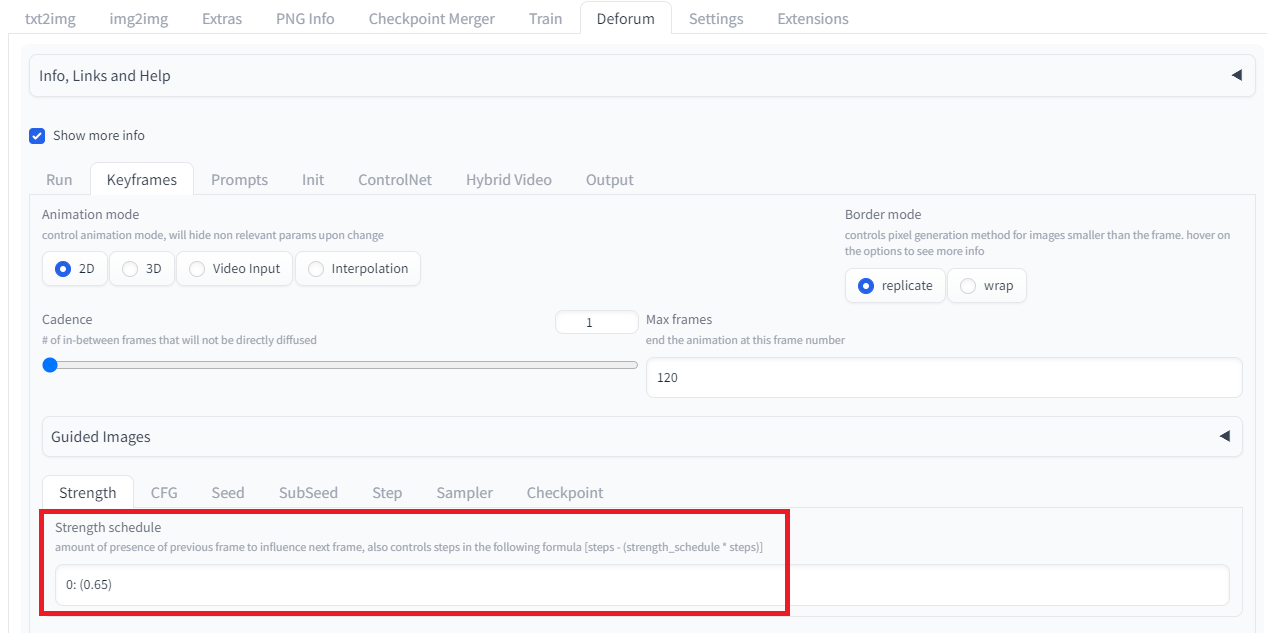 txt2img img2img Extras PNG Info Checkpoint Merger Train Deforum Settings Extensions
Info, Links and Help
Show more info
Run Keyframes Prompts Init ControlNet Hybrid Video Output
Animation mode
control animation mode, will hide non relevant params upon change
2D 3D Video Input Interpolation
Border mode
controls pixel generation method for images smaller than the frame. hover on
the options to see more info
replicate wrap
Cadence
# of in-between frames that will not be directly diffused
1
Max frames
end the animation at this frame number
120
Guided Images
Strength CFG Seed SubSeed Step Sampler Checkpoint
Strength schedule
amount of presence of previous frame to influence next frame, also controls steps in the following formula [steps - (strength_schedule * steps)]
0: (0.65)